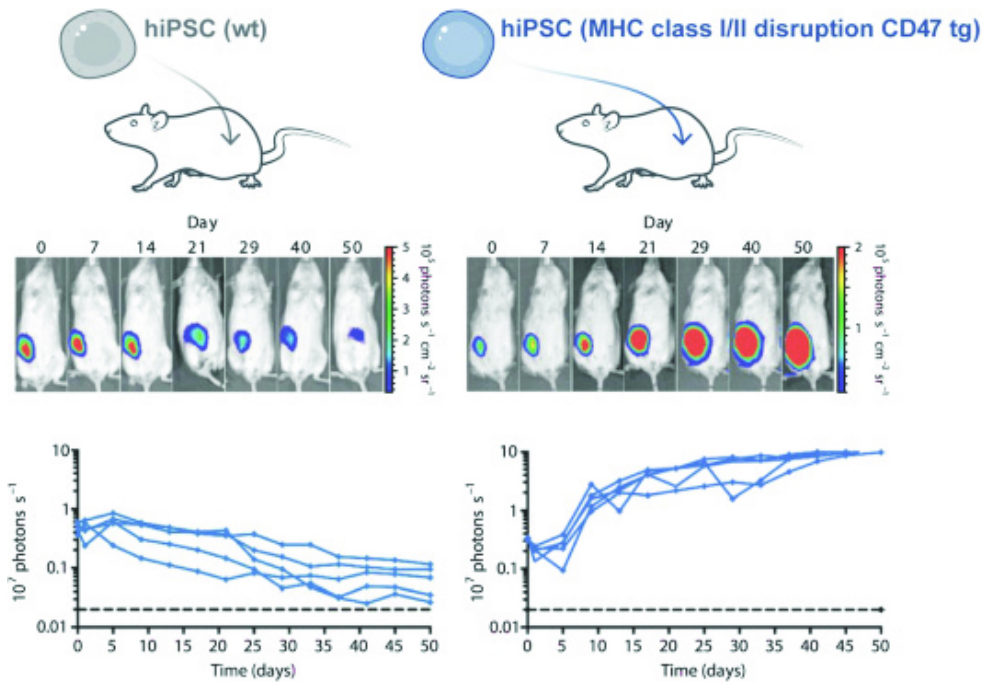 hiPSC (wt)
hiPSC (MHC class I/II disruption CD47 tg)
Day
0 7 14 21 29 40 50
5
4
3
2
1
10⁵ photons s⁻¹ cm⁻² sr⁻¹
Day
0 7 14 21 29 40 50
2
1
10⁵ photons s⁻¹ cm⁻² sr⁻¹
10
1
0.1
0.01
10⁷ photons s⁻¹
0 5 10 15 20 25 30 35 40 45 50
Time (days)
10
1
0.1
0.01
10⁷ photons s⁻¹
0 5 10 15 20 25 30 35 40 45 50
Time (days)